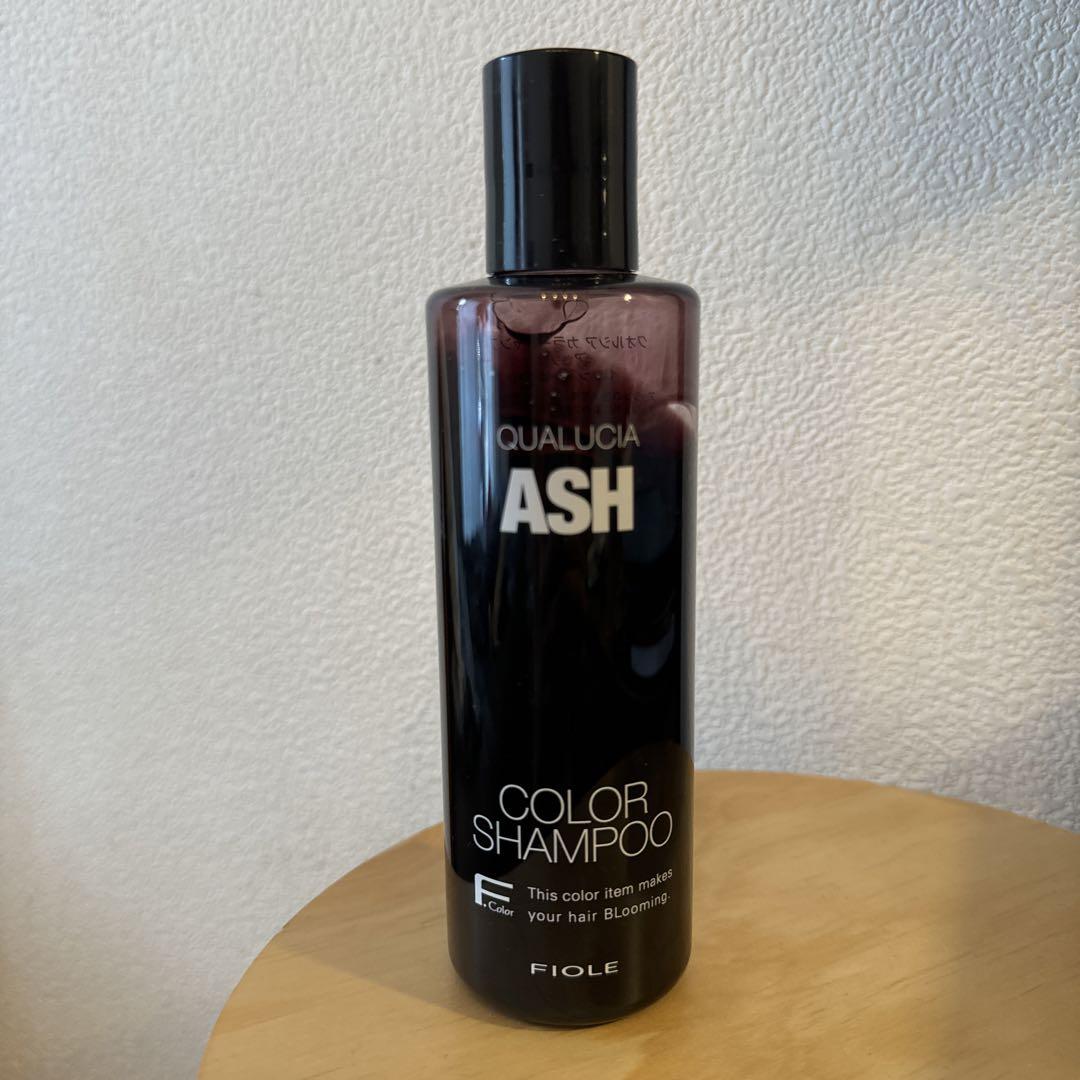 QUALUCIA
ASH
COLOR
SHAMPOO
F.
Color
This color item makes
your hair BLooming.
FIOLE